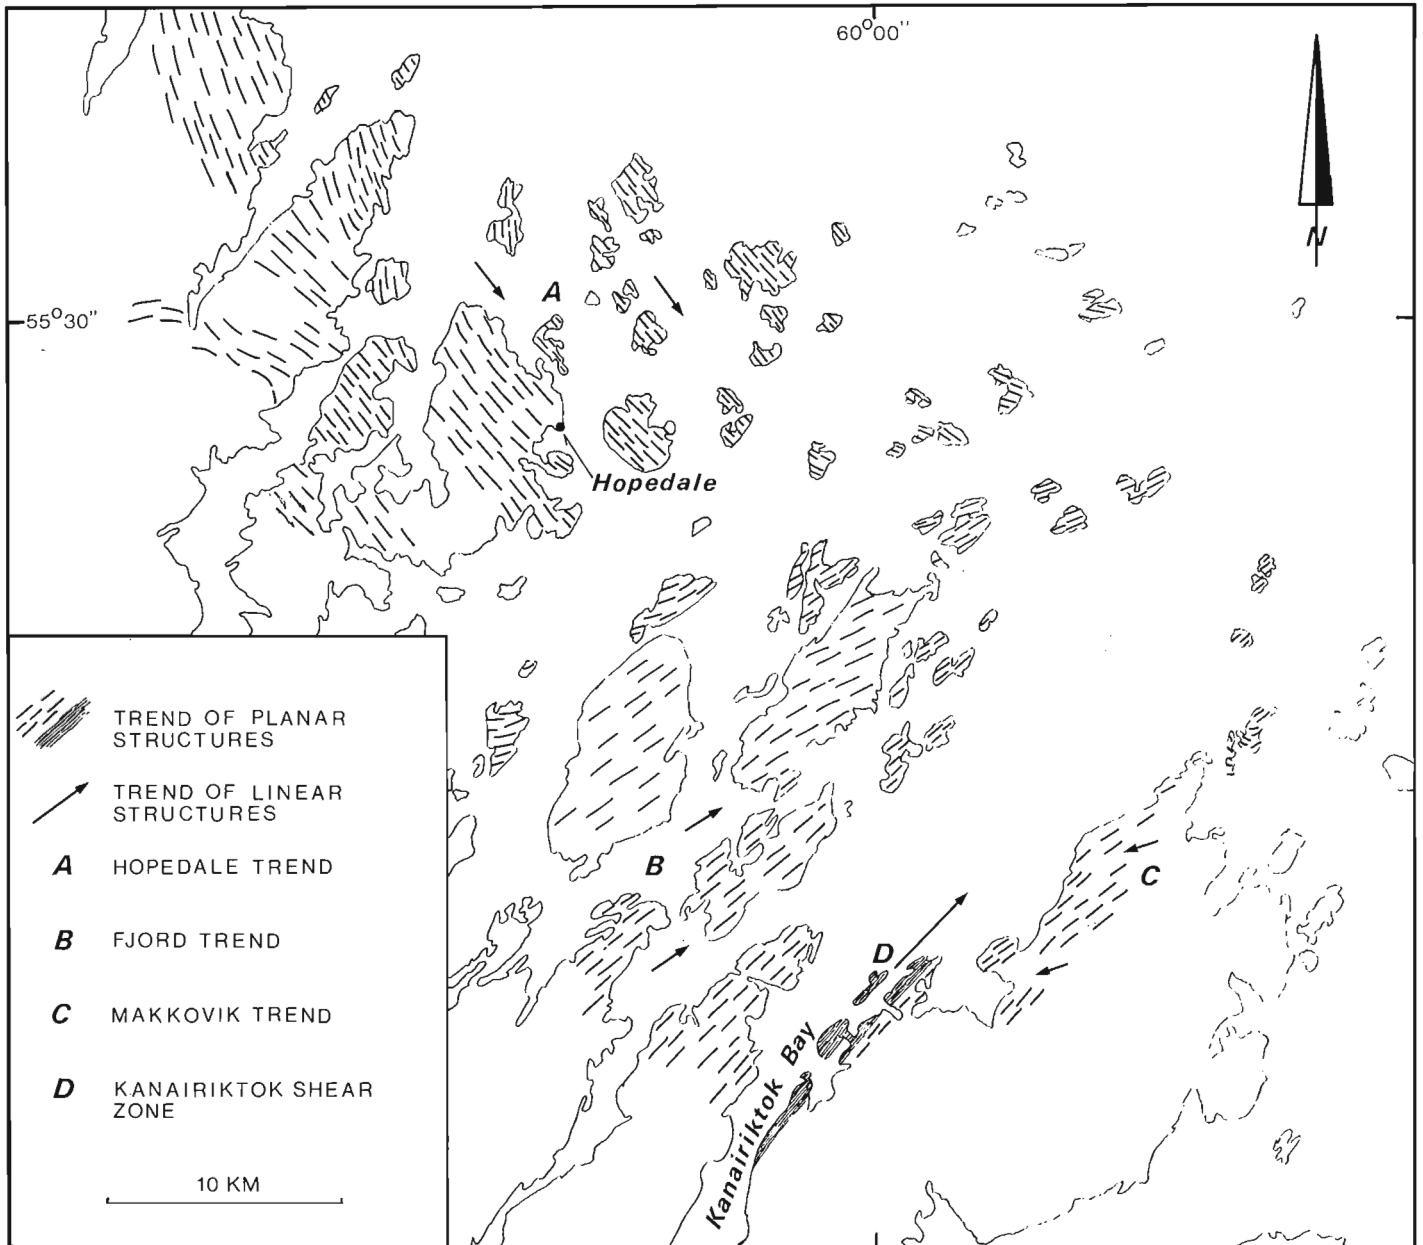 60°00"
N
55°30"
A
Hopedale
B
C
D
Kanairiktok Bay
TREND OF PLANAR
STRUCTURES
TREND OF LINEAR
STRUCTURES
A HOPEDALE TREND
B FJORD TREND
C MAKKOVIK TREND
D KANAIRIKTOK SHEAR
ZONE
10 KM